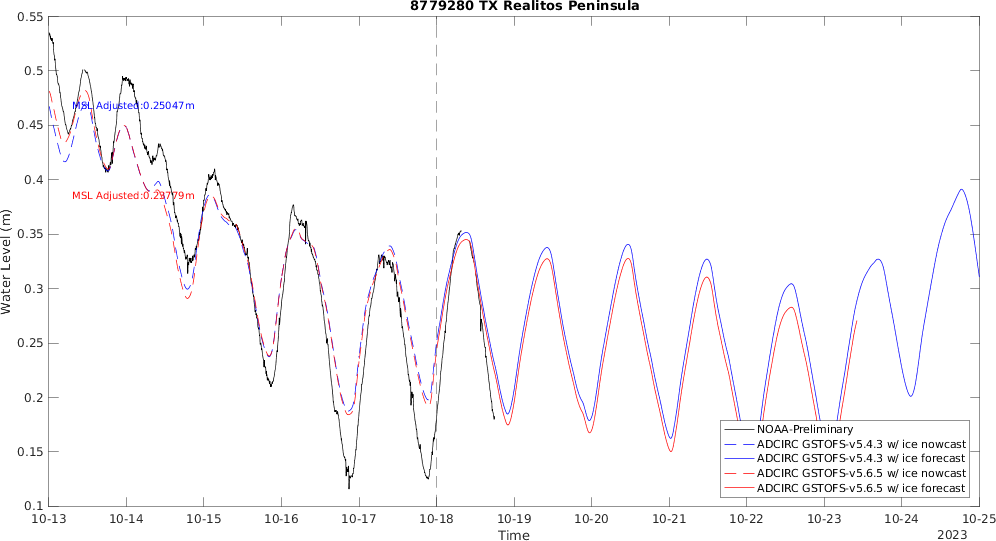 8779280 TX Realitos Peninsula
0.55
0.5
MSL Adjusted:0.25047m
0.45
0.4
MSL Adjusted:0.23779m
0.35
Water Level (m)
0.3
0.25
0.2
0.15
0.1
NOAA-Preliminary
ADCIRC GSTOFS-v5.4.3 w/ ice nowcast
ADCIRC GSTOFS-v5.4.3 w/ ice forecast
ADCIRC GSTOFS-v5.6.5 w/ ice nowcast
ADCIRC GSTOFS-v5.6.5 w/ ice forecast
10-13 10-14 10-15 10-16 10-17 10-18 10-19 10-20 10-21 10-22 10-23 10-24 10-25
Time
2023